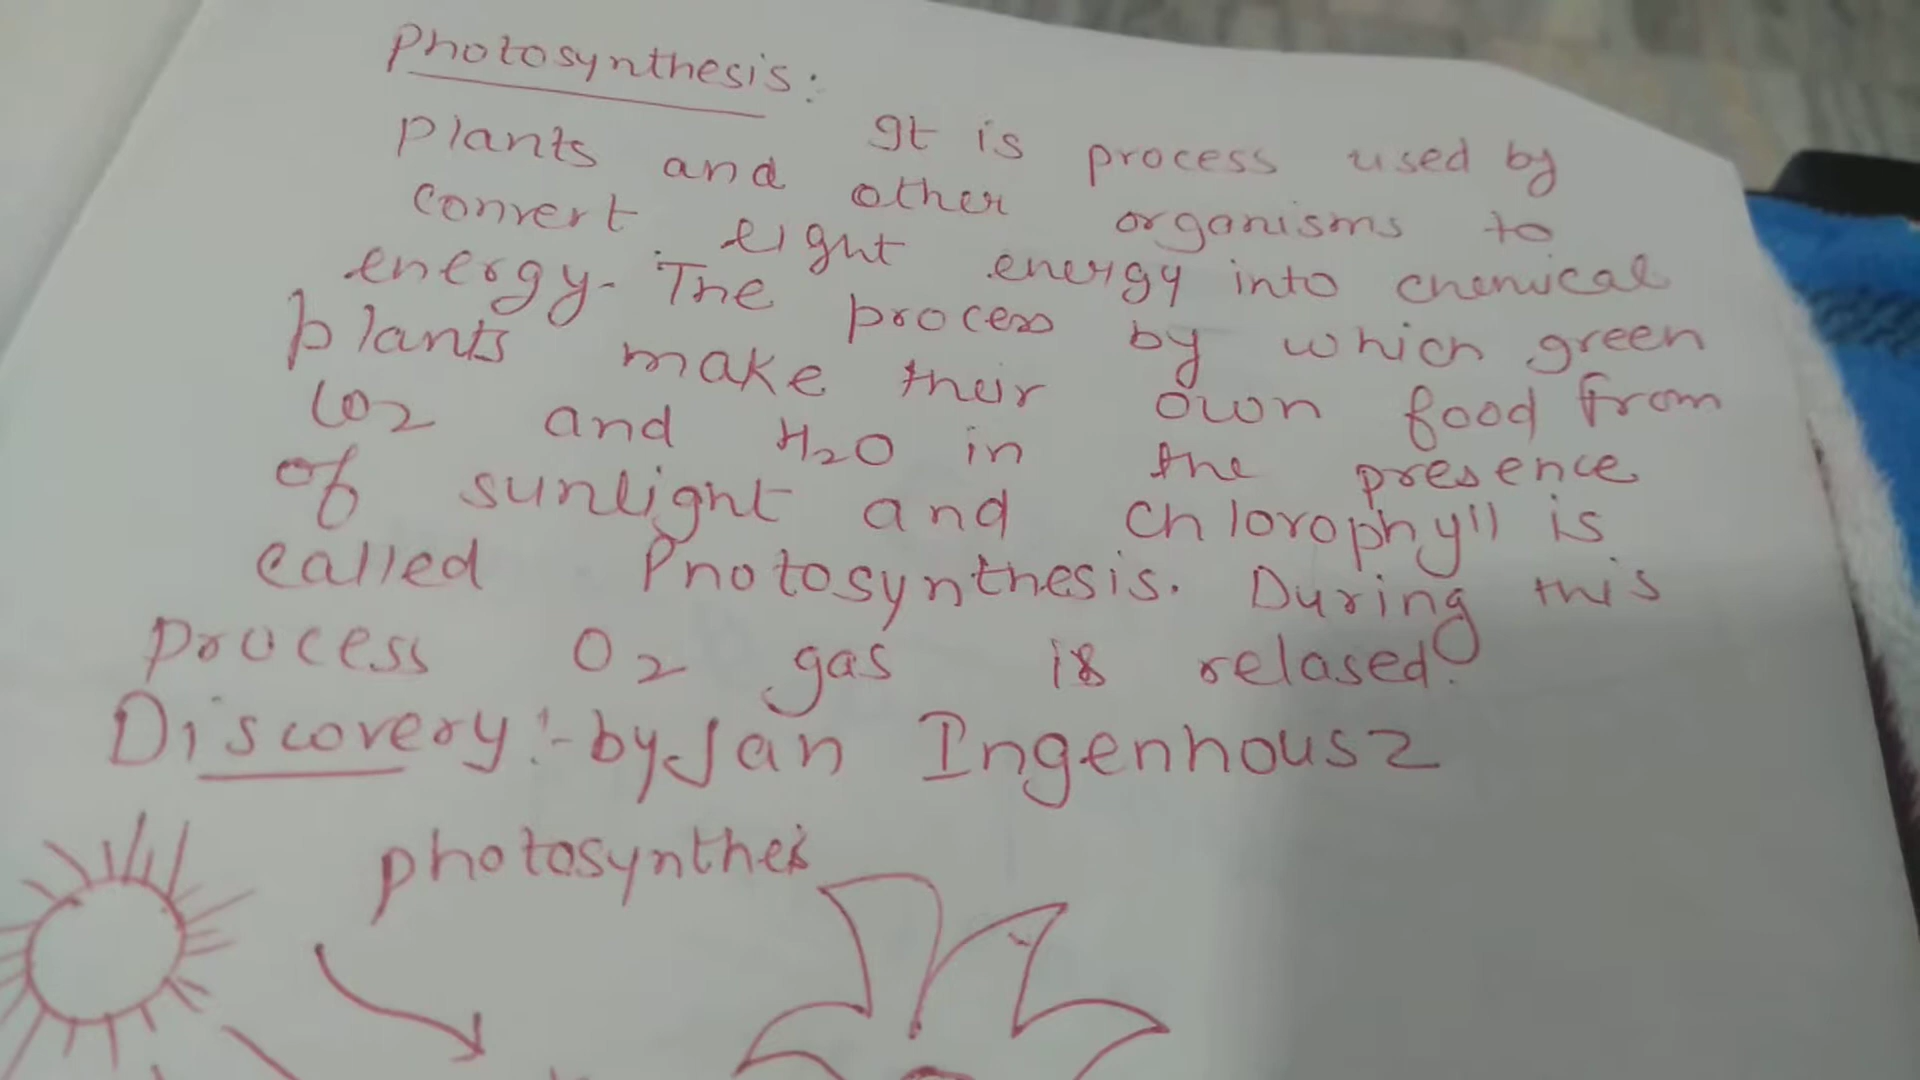 Photosynthesis:
It is process used by
plants and other organisms to
convert light energy into chemical
energy. The process by which green
plants make their own food from
CO2 and H2O in the presence
of sunlight and chlorophyll is
called Photosynthesis. During this
process O2 gas is relased.
Discovery:- by Jan Ingenhousz
photosynthesis